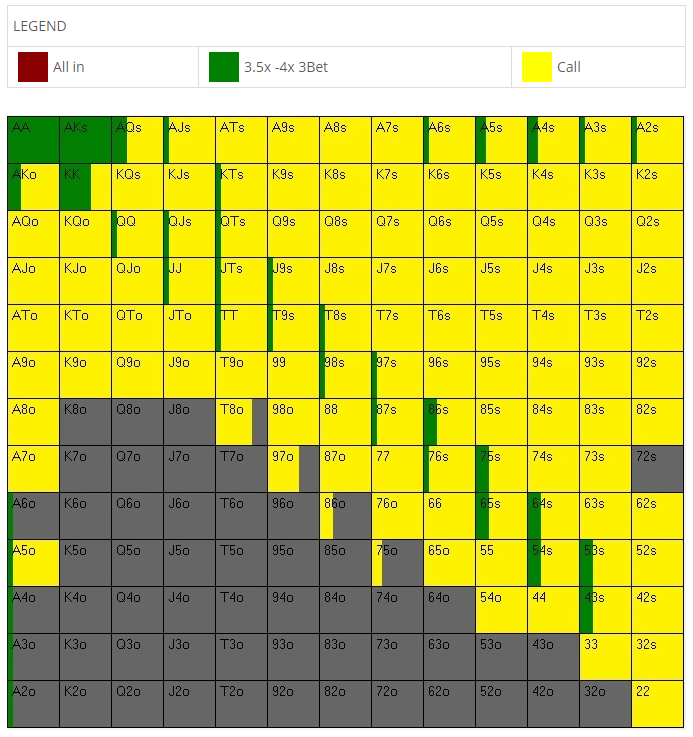 LEGEND
All in 3.5x -4x 3Bet Call
AA AKs AQs AJs ATs A9s A8s A7s A6s A5s A4s A3s A2s
AKo KK KQs KJs KTs K9s K8s K7s K6s K5s K4s K3s K2s
AQo KQo QQ QJs QTs Q9s Q8s Q7s Q6s Q5s Q4s Q3s Q2s
AJo KJo QJo JJ JTs J9s J8s J7s J6s J5s J4s J3s J2s
ATo KTo QTo JTo TT T9s T8s T7s T6s T5s T4s T3s T2s
A9o K9o Q9o J9o T9o 99 98s 97s 96s 95s 94s 93s 92s
A8o K8o Q8o J8o T8o 98o 88 87s 86s 85s 84s 83s 82s
A7o K7o Q7o J7o T7o 97o 87o 77 76s 75s 74s 73s 72s
A6o K6o Q6o J6o T6o 96o 86o 76o 66 65s 64s 63s 62s
A5o K5o Q5o J5o T5o 95o 85o 75o 65o 55 54s 53s 52s
A4o K4o Q4o J4o T4o 94o 84o 74o 64o 54o 44 43s 42s
A3o K3o Q3o J3o T3o 93o 83o 73o 63o 53o 43o 33 32s
A2o K2o Q2o J2o T2o 92o 82o 72o 62o 52o 42o 32o 22